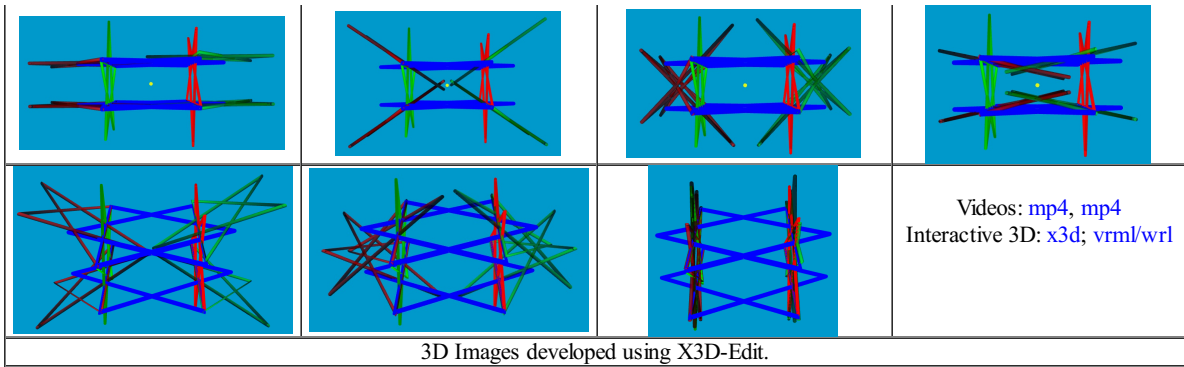 Videos: mp4, mp4
Interactive 3D: x3d; vrml/wrl
3D Images developed using X3D-Edit.